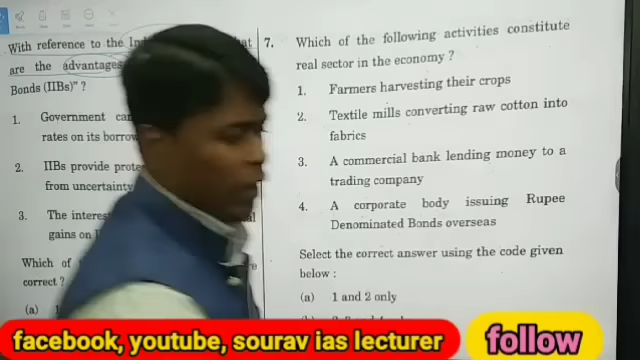 With reference to the
are the advantages
Bonds (IIBs)" ?
1. Government can
rates on its borrow
2. IIBs provide
from uncertainty
3. The
gains on
Which of
correct ?
(a)
7. Which of the following activities constitute
real sector in the economy ?
1. Farmers harvesting their crops
2. Textile mills converting raw cotton into
fabrics
3. A commercial bank lending money to a
trading company
4. A corporate body issuing Rupee
Denominated Bonds overseas
Select the correct answer using the code given
below :
(a) 1 and 2 only
facebook, youtube, sourav ias lecturer
follow